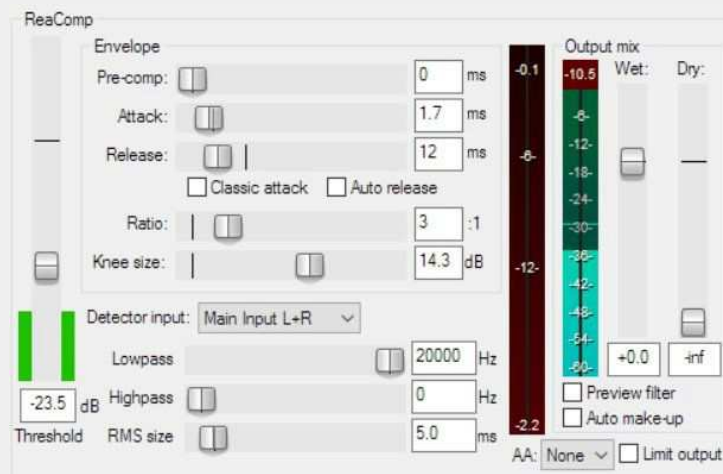 ReaComp
Envelope
Pre-comp: 0 ms
Attack: 1.7 ms
Release: 12 ms
Classic attack Auto release
Ratio: 3 :1
Knee size: 14.3 dB
Detector input: Main Input L+R
Lowpass 20000 Hz
Highpass 0 Hz
RMS size 5.0 ms
-23.5 dB
Threshold
-0.1
-6-
-12-
-2.2
Output mix
-10.5
-6-
-12-
-18-
-24-
-30-
-36-
-42-
-48-
-54-
-60-
Wet: Dry:
+0.0 -inf
Preview filter
Auto make-up
AA: None Limit output